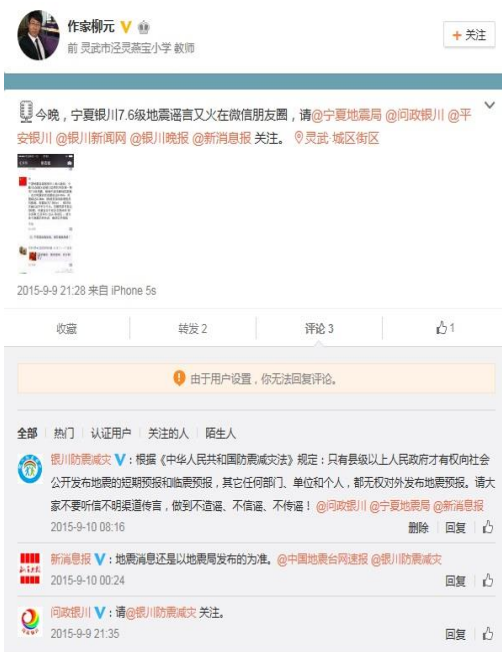 作家柳元
前 灵武市泾灵燕宝小学 教师
+ 关注
今晚，宁夏银川7.6级地震谣言又火在微信朋友圈，请@宁夏地震局 @问政银川 @平
安银川 @银川新闻网 @银川晚报 @新消息报 关注。 灵武·城区街区
2015-9-9 21:28 来自 iPhone 5s
收藏 转发 2 评论 3 1
由于用户设置，你无法回复评论。
全部 热门 认证用户 关注的人 陌生人
银川防震减灾：根据《中华人民共和国防震减灾法》规定：只有县级以上人民政府才有权向社会
公开发布地震的短期预报和临震预报，其它任何部门、单位和个人，都无权对外发布地震预报。请大
家不要听信不明渠道传言，做到不造谣、不信谣、不传谣！@问政银川 @宁夏地震局 @新消息报
2015-9-10 08:16 删除 回复
新消息报：地震消息还是以地震局发布的为准。@中国地震台网速报 @银川防震减灾
2015-9-10 00:24 回复
问政银川：请@银川防震减灾 关注。
2015-9-9 21:35 回复